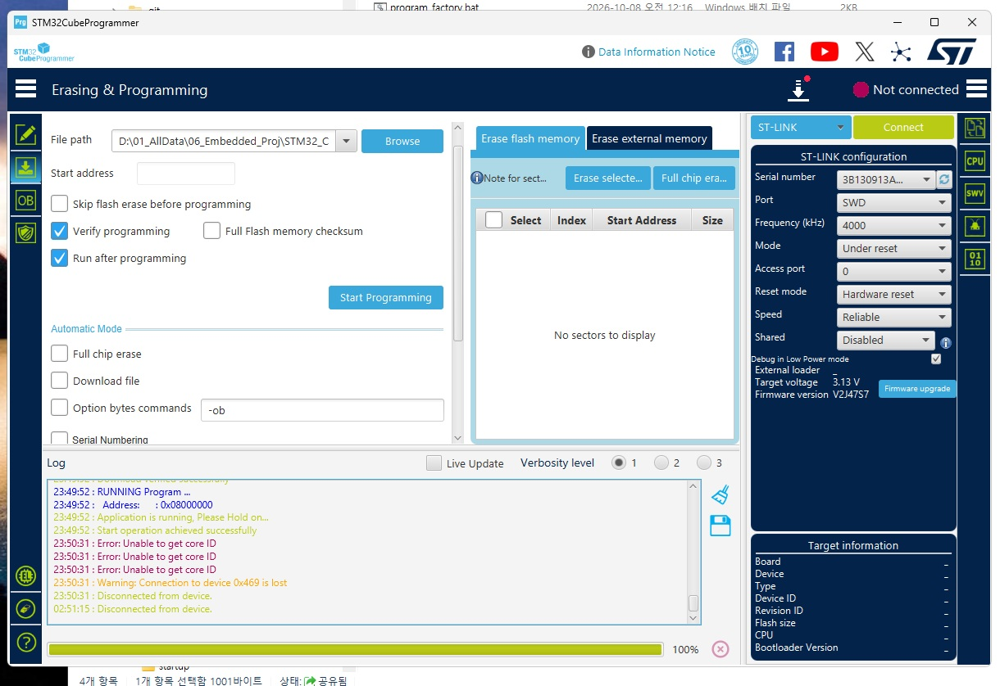 git
program_factory.bat 2026-10-08 오전 12:16 Windows 배치 파일 2KB
Prg STM32CubeProgrammer
STM32
CubeProgrammer
Data Information Notice
10
Erasing & Programming
Not connected
File path D:\01_AllData\06_Embedded_Proj\STM32_C Browse
Start address
Skip flash erase before programming
Verify programming Full Flash memory checksum
Run after programming
Start Programming
Automatic Mode
Full chip erase
Download file
Option bytes commands -ob
Serial Numbering
OB
Erase flash memory Erase external memory
Note for sect... Erase selecte... Full chip era...
Select Index Start Address Size
No sectors to display
ST-LINK Connect
ST-LINK configuration
Serial number 3B130913A...
Port SWD
Frequency (kHz) 4000
Mode Under reset
Access port 0
Reset mode Hardware reset
Speed Reliable
Shared Disabled
Debug in Low Power mode
External loader _
Target voltage 3.13 V
Firmware version V2J47S7 Firmware upgrade
CPU
SWV
01
10
Log Live Update Verbosity level 1 2 3
23:49:52 : Download verified successfully
23:49:52 : RUNNING Program ...
23:49:52 : Address: : 0x08000000
23:49:52 : Application is running, Please Hold on...
23:49:52 : Start operation achieved successfully
23:50:31 : Error: Unable to get core ID
23:50:31 : Error: Unable to get core ID
23:50:31 : Error: Unable to get core ID
23:50:31 : Warning: Connection to device 0x469 is lost
23:50:31 : Disconnected from device.
02:51:15 : Disconnected from device.
100%
Target information
Board _
Device _
Type _
Device ID _
Revision ID _
Flash size _
CPU _
Bootloader Version _
startup
4개 항목 1개 항목 선택함 1001바이트 상태: 공유됨